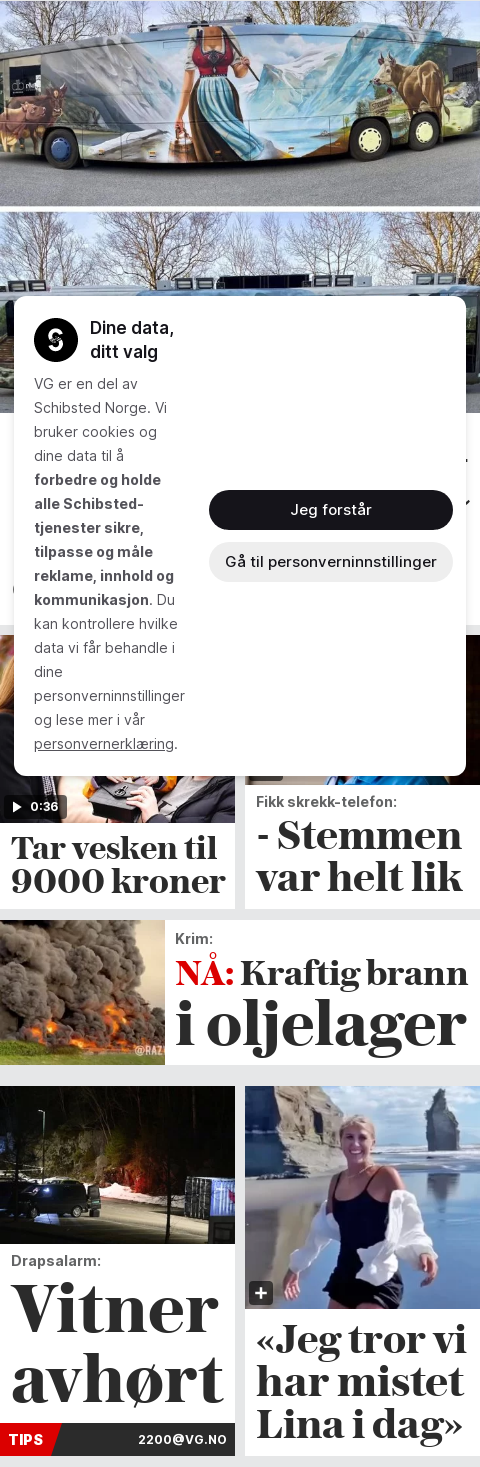 Dine data,
ditt valg
VG er en del av
Schibsted Norge. Vi
bruker cookies og
dine data til å
forbedre og holde
alle Schibsted-
tjenester sikre,
tilpasse og måle
reklame, innhold og
kommunikasjon. Du
kan kontrollere hvilke
data vi får behandle i
dine
personverninnstillinger
og lese mer i vår
personvernerklæring.
Jeg forstår
Gå til personverninnstillinger
0:36
Tar vesken til
9000 kroner
Fikk skrekk-telefon:
- Stemmen
var helt lik
Krim:
NÅ: Kraftig brann
i oljelager
Drapsalarm:
Vitner
avhørt
TIPS
2200@VG.NO
«Jeg tror vi
har mistet
Lina i dag»